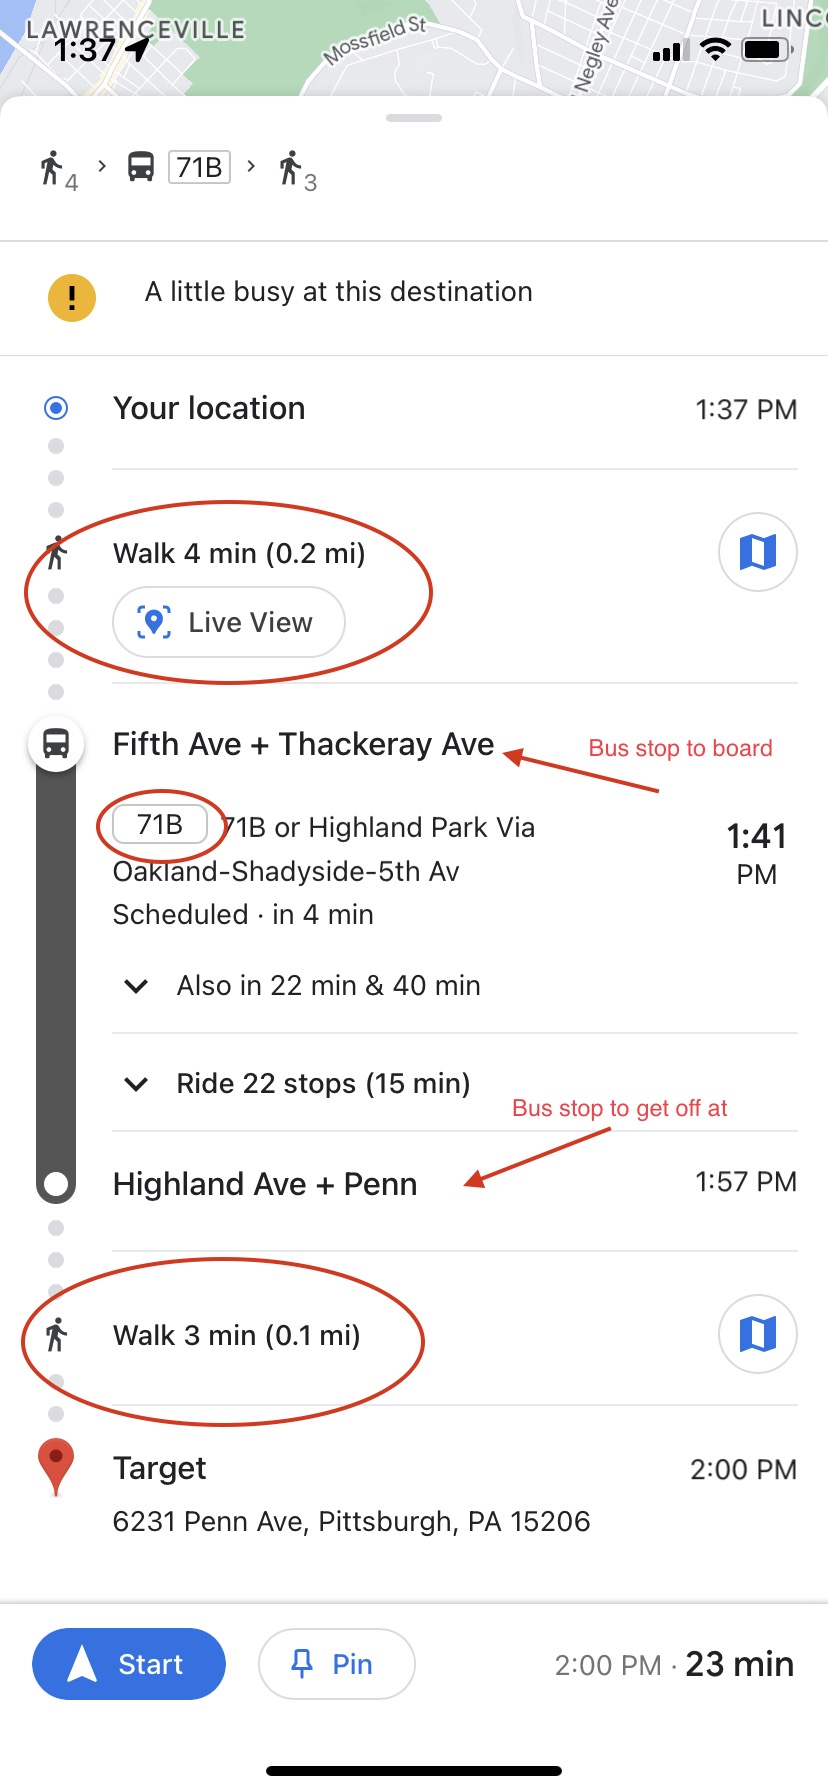 LAWRENCEVILLE
LINC
Mossfield St
Negley Ave
1:37
4
71B
3
A little busy at this destination
Your location
1:37 PM
Walk 4 min (0.2 mi)
Live View
Fifth Ave + Thackeray Ave
Bus stop to board
71B
71B or Highland Park Via
Oakland-Shadyside-5th Av
1:41
PM
Scheduled · in 4 min
Also in 22 min & 40 min
Ride 22 stops (15 min)
Bus stop to get off at
Highland Ave + Penn
1:57 PM
Walk 3 min (0.1 mi)
Target
2:00 PM
6231 Penn Ave, Pittsburgh, PA 15206
Start
Pin
2:00 PM · 23 min